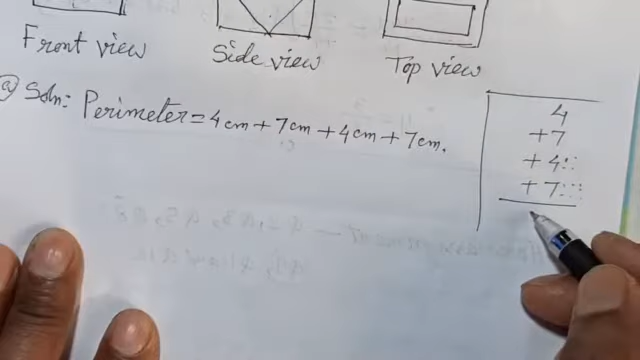 Front view
Side view
Top view
a Soln: Perimeter = 4 cm + 7 cm + 4 cm + 7 cm.
4
+ 7
+ 4
+ 7